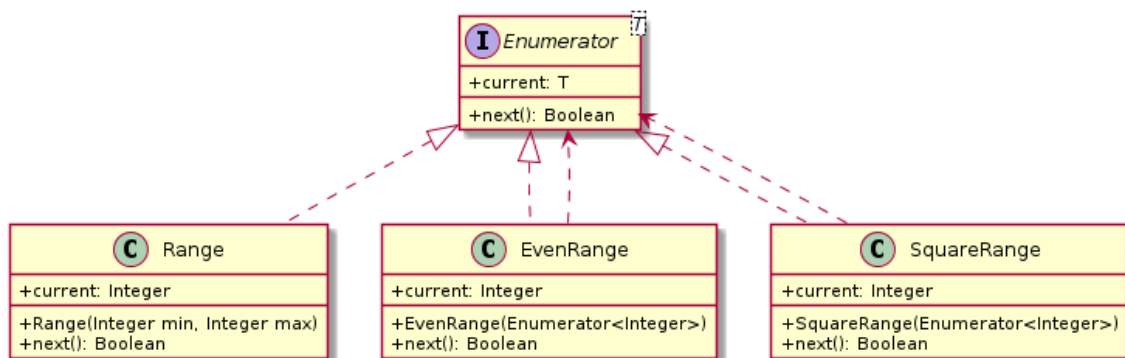 T
I Enumerator
+current: T
+next(): Boolean
C Range
+current: Integer
+Range(Integer min, Integer max)
+next(): Boolean
C EvenRange
+current: Integer
+EvenRange(Enumerator<Integer>)
+next(): Boolean
C SquareRange
+current: Integer
+SquareRange(Enumerator<Integer>)
+next(): Boolean